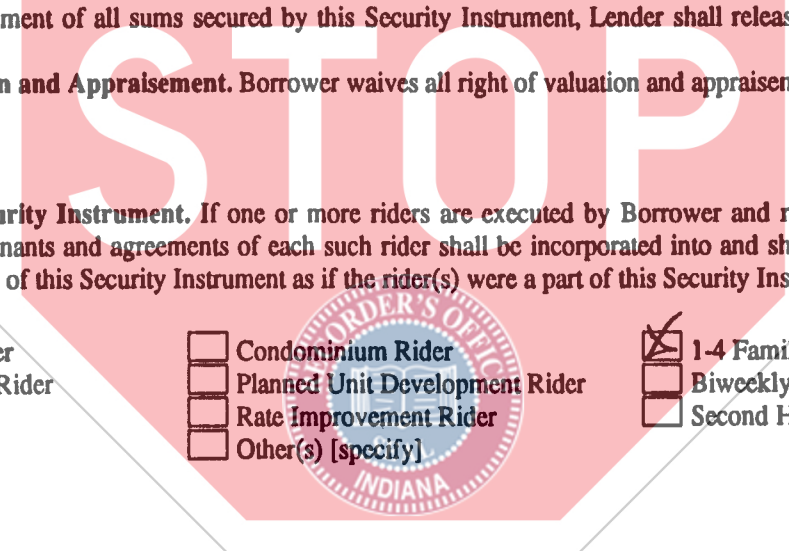 ment of all sums secured by this Security Instrument, Lender shall releas
n and Appraisement. Borrower waives all right of valuation and appraisem
STOP
urity Instrument. If one or more riders are executed by Borrower and r
nants and agreements of each such rider shall be incorporated into and sh
of this Security Instrument as if the rider(s) were a part of this Security Ins
er Condominium Rider 1-4 Famil
Rider Planned Unit Development Rider Biweekly
Rate Improvement Rider Second H
Other(s) [specify]
RECORDER'S OFFICE
SEAL
INDIANA